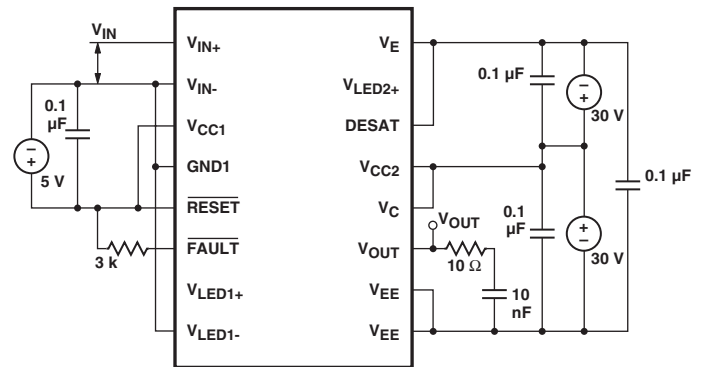 VIN
VIN+
VIN-
VCC1
GND1
RESET
FAULT
VLED1+
VLED1-
0.1
µF
− +
5 V
3 k
VE
VLED2+
DESAT
VCC2
VC
VOUT
VEE
VEE
VOUT
10 Ω
10
nF
0.1 µF
− +
30 V
0.1
µF
+ −
30 V
0.1 µF